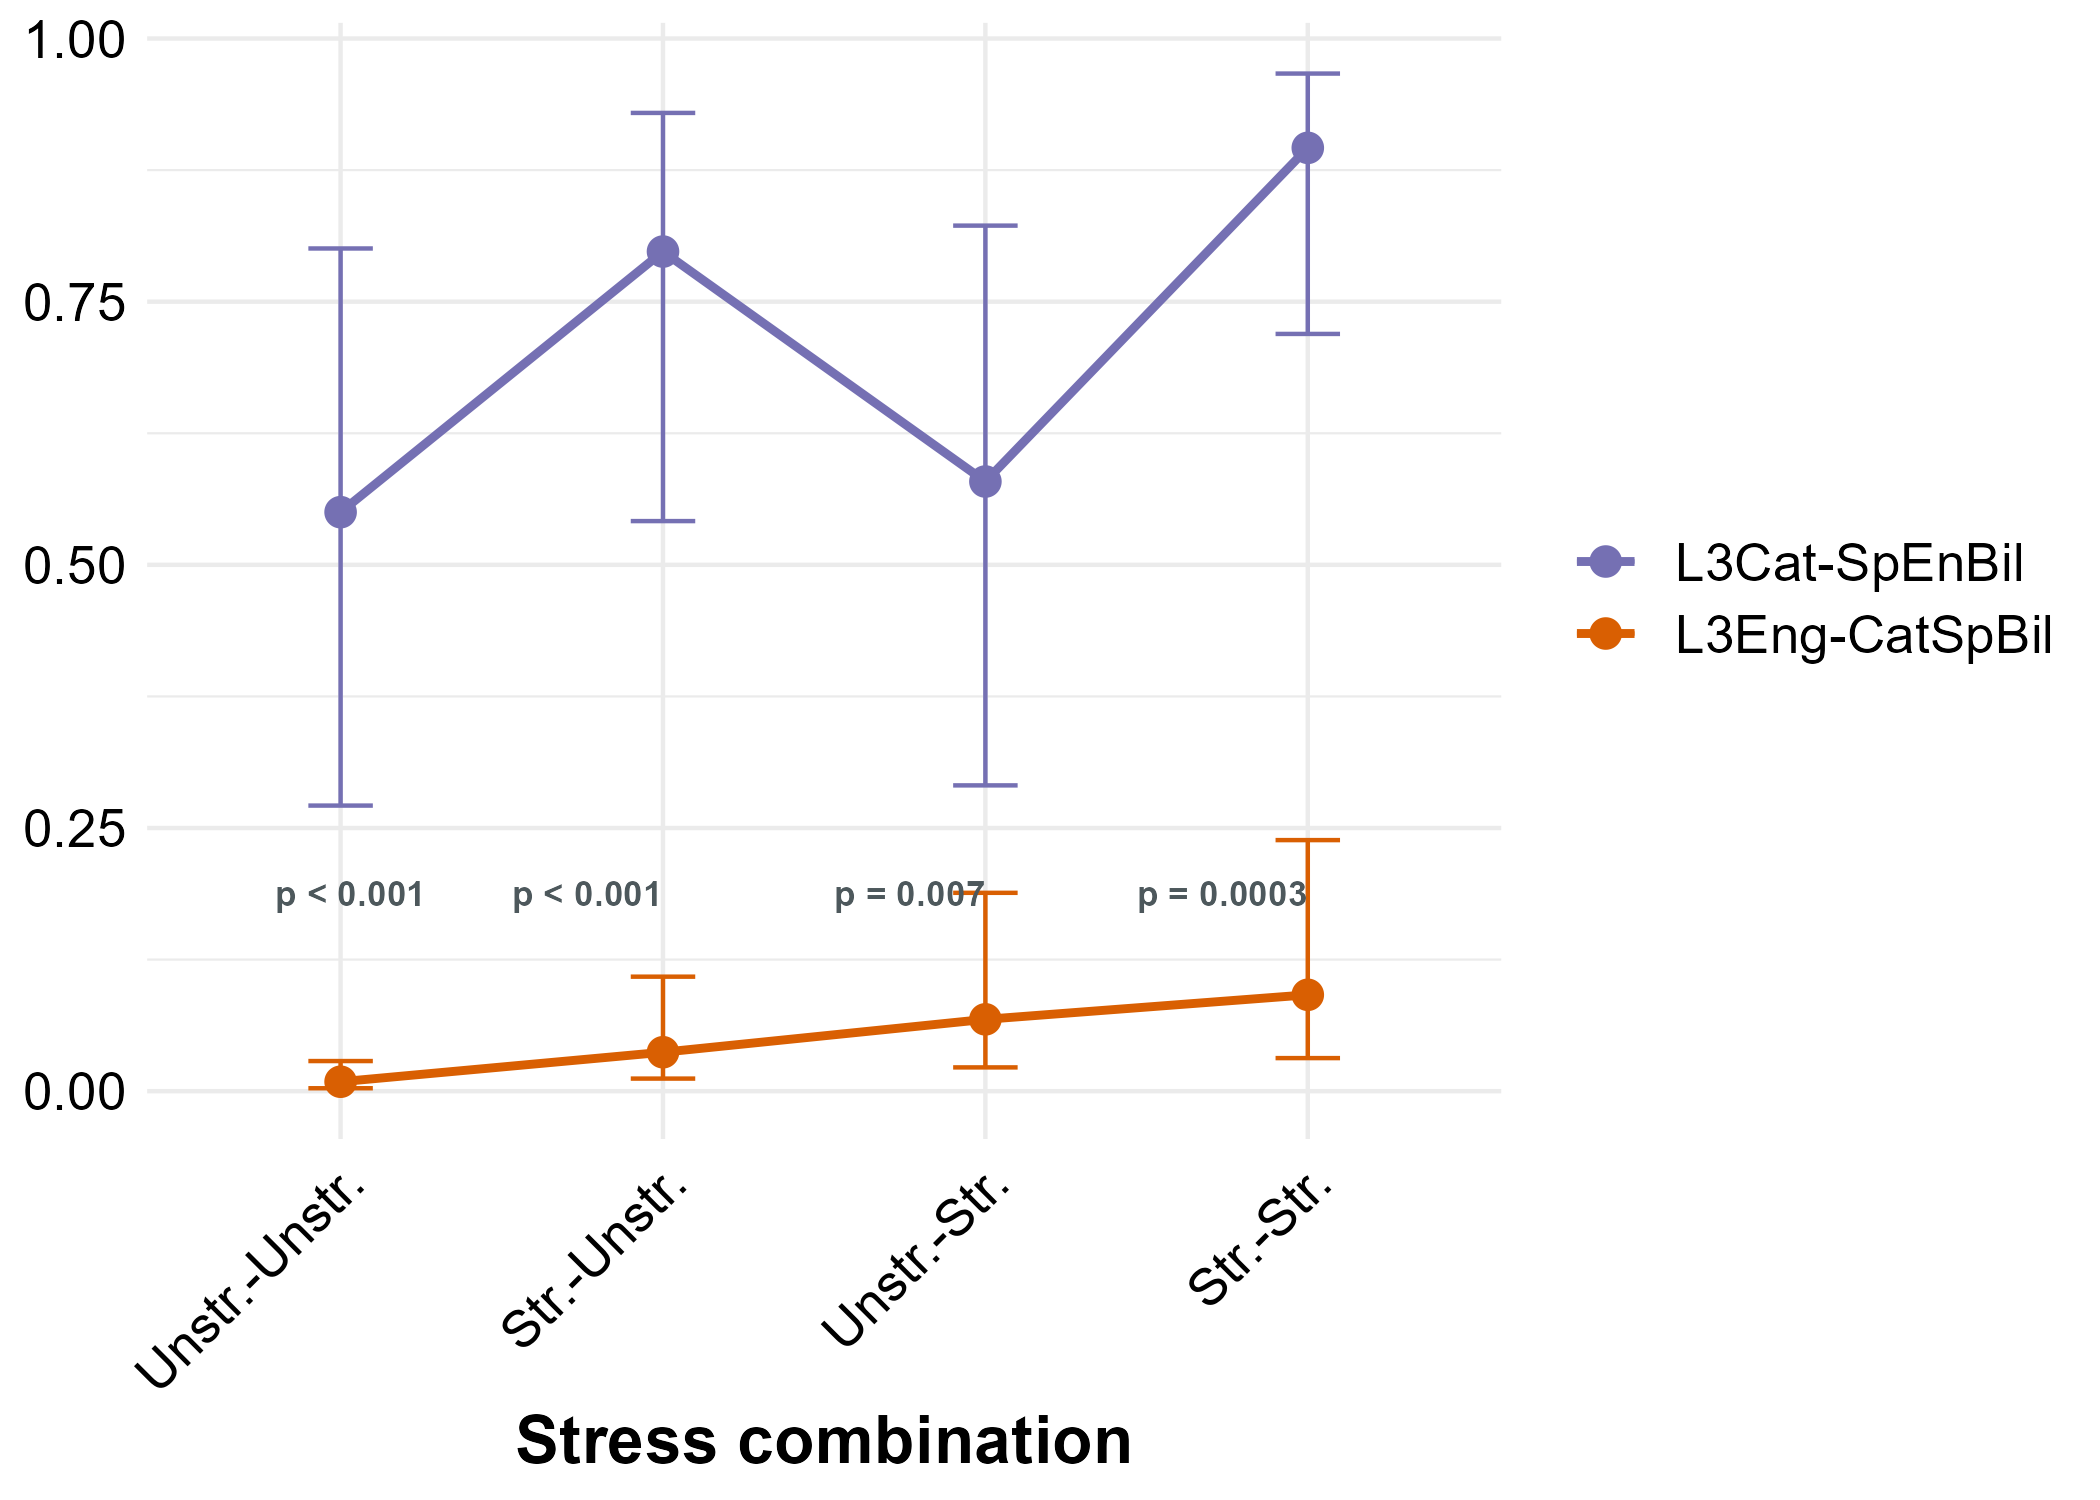 1.00
0.75
0.50
0.25
0.00
p < 0.001
p < 0.001
p = 0.007
p = 0.0003
L3Cat-SpEnBil
L3Eng-CatSpBil
Unstr.-Unstr.
Str.-Unstr.
Unstr.-Str.
Str.-Str.
Stress combination